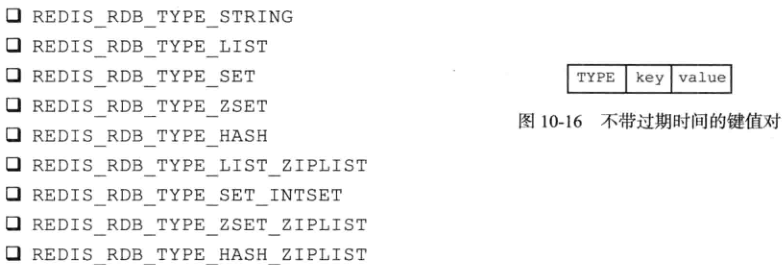 ❑ REDIS_RDB_TYPE_STRING
❑ REDIS_RDB_TYPE_LIST
❑ REDIS_RDB_TYPE_SET
❑ REDIS_RDB_TYPE_ZSET
❑ REDIS_RDB_TYPE_HASH
❑ REDIS_RDB_TYPE_LIST_ZIPLIST
❑ REDIS_RDB_TYPE_SET_INTSET
❑ REDIS_RDB_TYPE_ZSET_ZIPLIST
❑ REDIS_RDB_TYPE_HASH_ZIPLIST
TYPE key value
图 10-16 不带过期时间的键值对